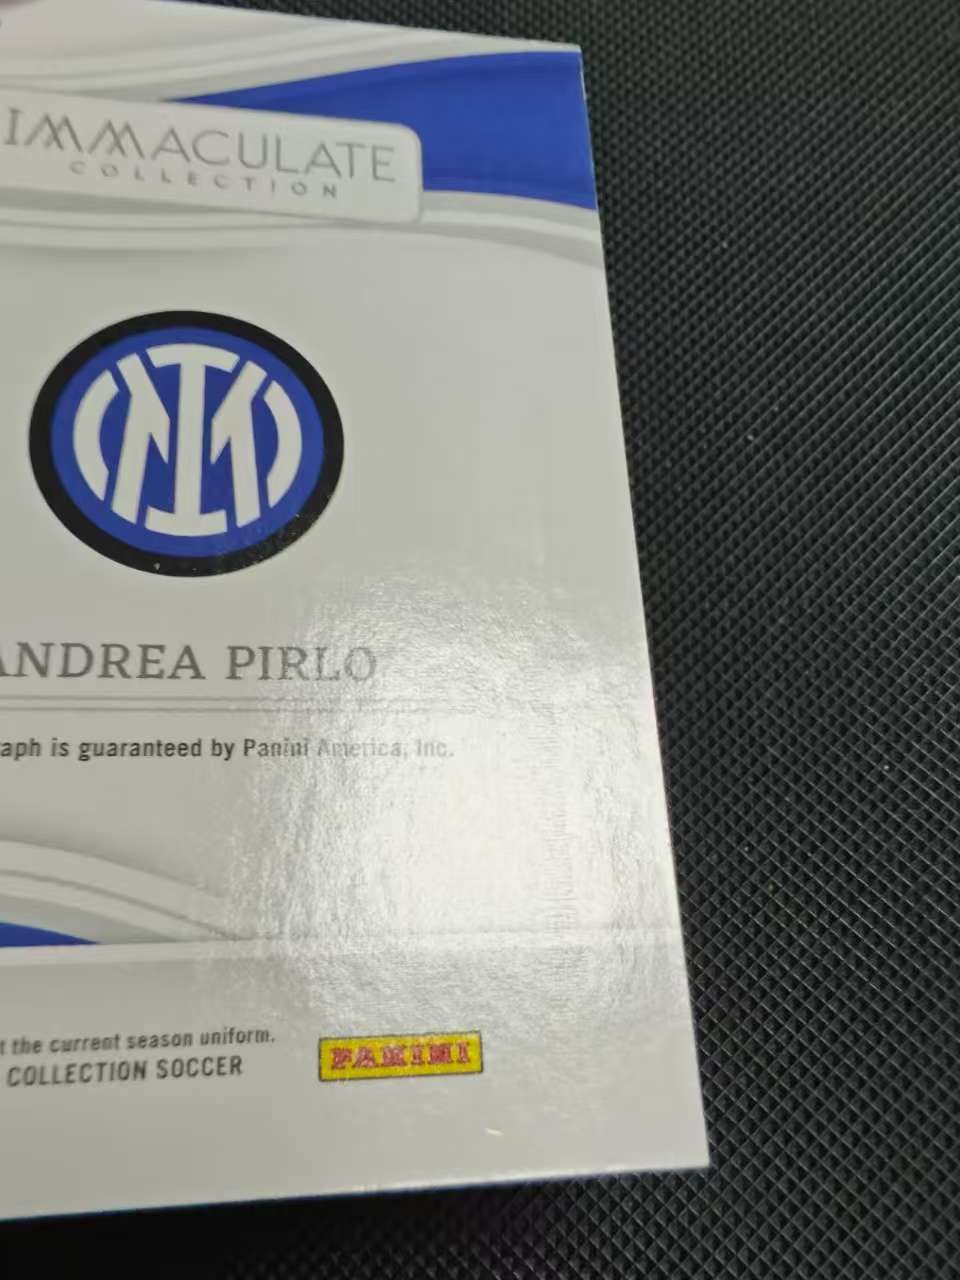 IMMACULATE
COLLECTION
ANDREA PIRLO
aph is guaranteed by Panini America, Inc.
t the current season uniform.
COLLECTION SOCCER
PANINI